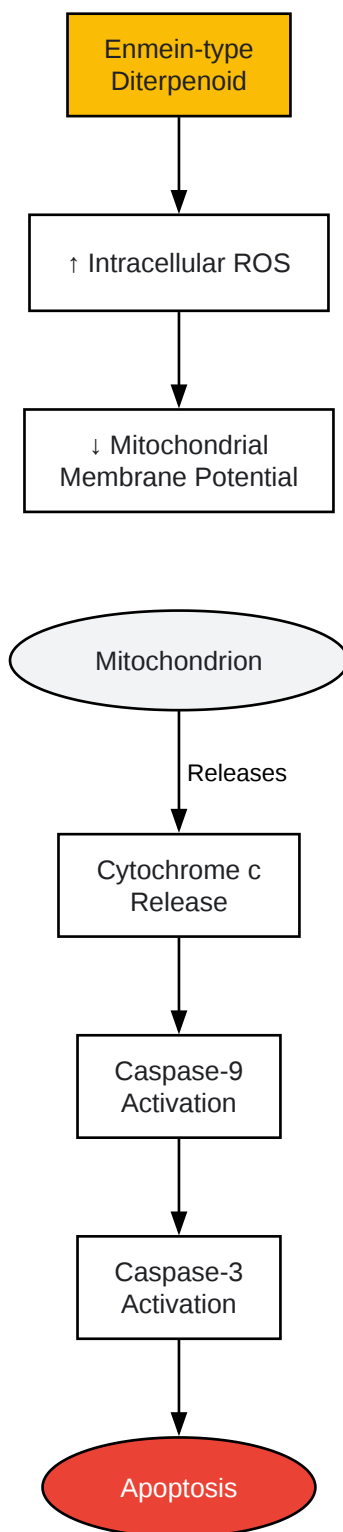 Enmein-type
Diterpenoid
↑ Intracellular ROS
↓ Mitochondrial
Membrane Potential
Mitochondrion
Releases
Cytochrome c
Release
Caspase-9
Activation
Caspase-3
Activation
Apoptosis